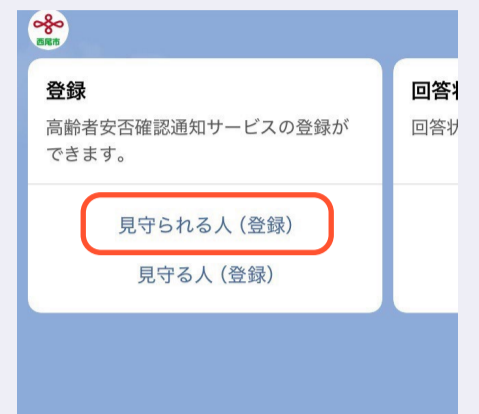 西尾市
登録
高齢者安否確認通知サービスの登録が
できます。
見守られる人（登録）
見守る人（登録）
回答
回答状